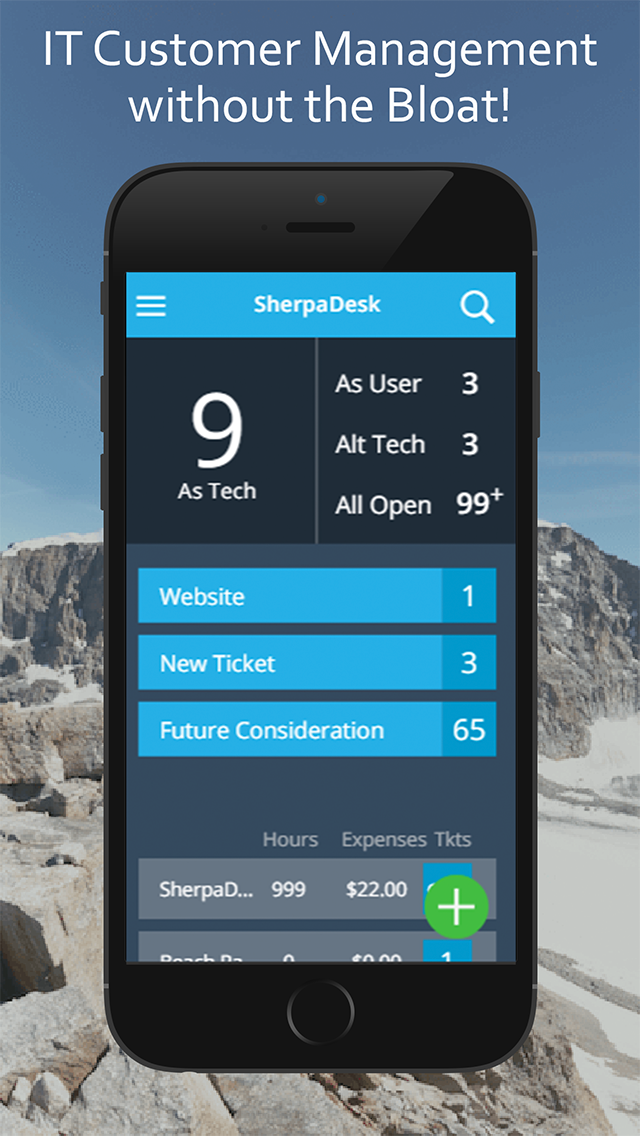 IT Customer Management
without the Bloat!
SherpaDesk
9
As Tech
As User 3
Alt Tech 3
All Open 99+
Website 1
New Ticket 3
Future Consideration 65
Hours Expenses Tkts
SherpaD... 999 $22.00
0 $0.00 1